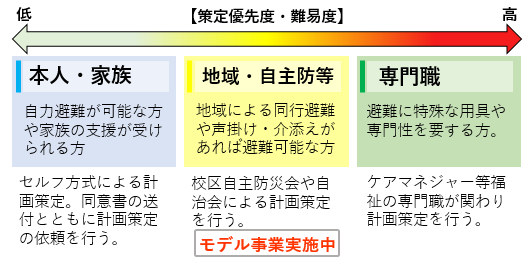 低
【策定優先度・難易度】
高
本人・家族
自力避難が可能な方
や家族の支援が受け
られる方
セルフ方式による計
画策定。同意書の送
付とともに計画策定
の依頼を行う。
地域・自主防等
地域による同行避難
や声掛け・介添えが
あれば避難可能な方
校区自主防災会や自
治会による計画策定
を行う。
モデル事業実施中
専門職
避難に特殊な用具や
専門性を要する方。
ケアマネジャー等福
祉の専門職が関わり
計画策定を行う。